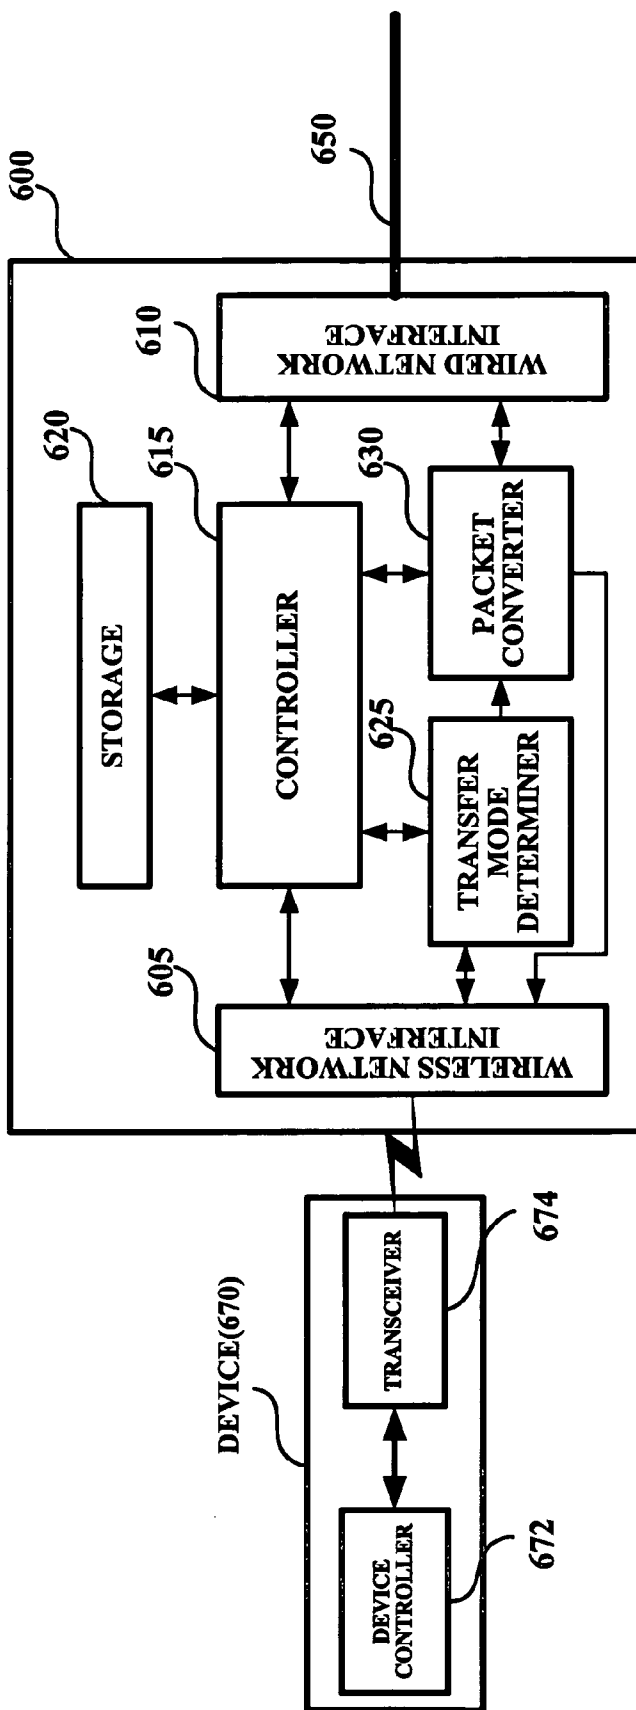 600
650
610
WIRED NETWORK
INTERFACE
620
STORAGE
615
CONTROLLER
630
PACKET
CONVERTER
625
TRANSFER
MODE
DETERMINER
605
WIRELESS NETWORK
INTERFACE
DEVICE(670)
TRANSCEIVER
674
DEVICE
CONTROLLER
672